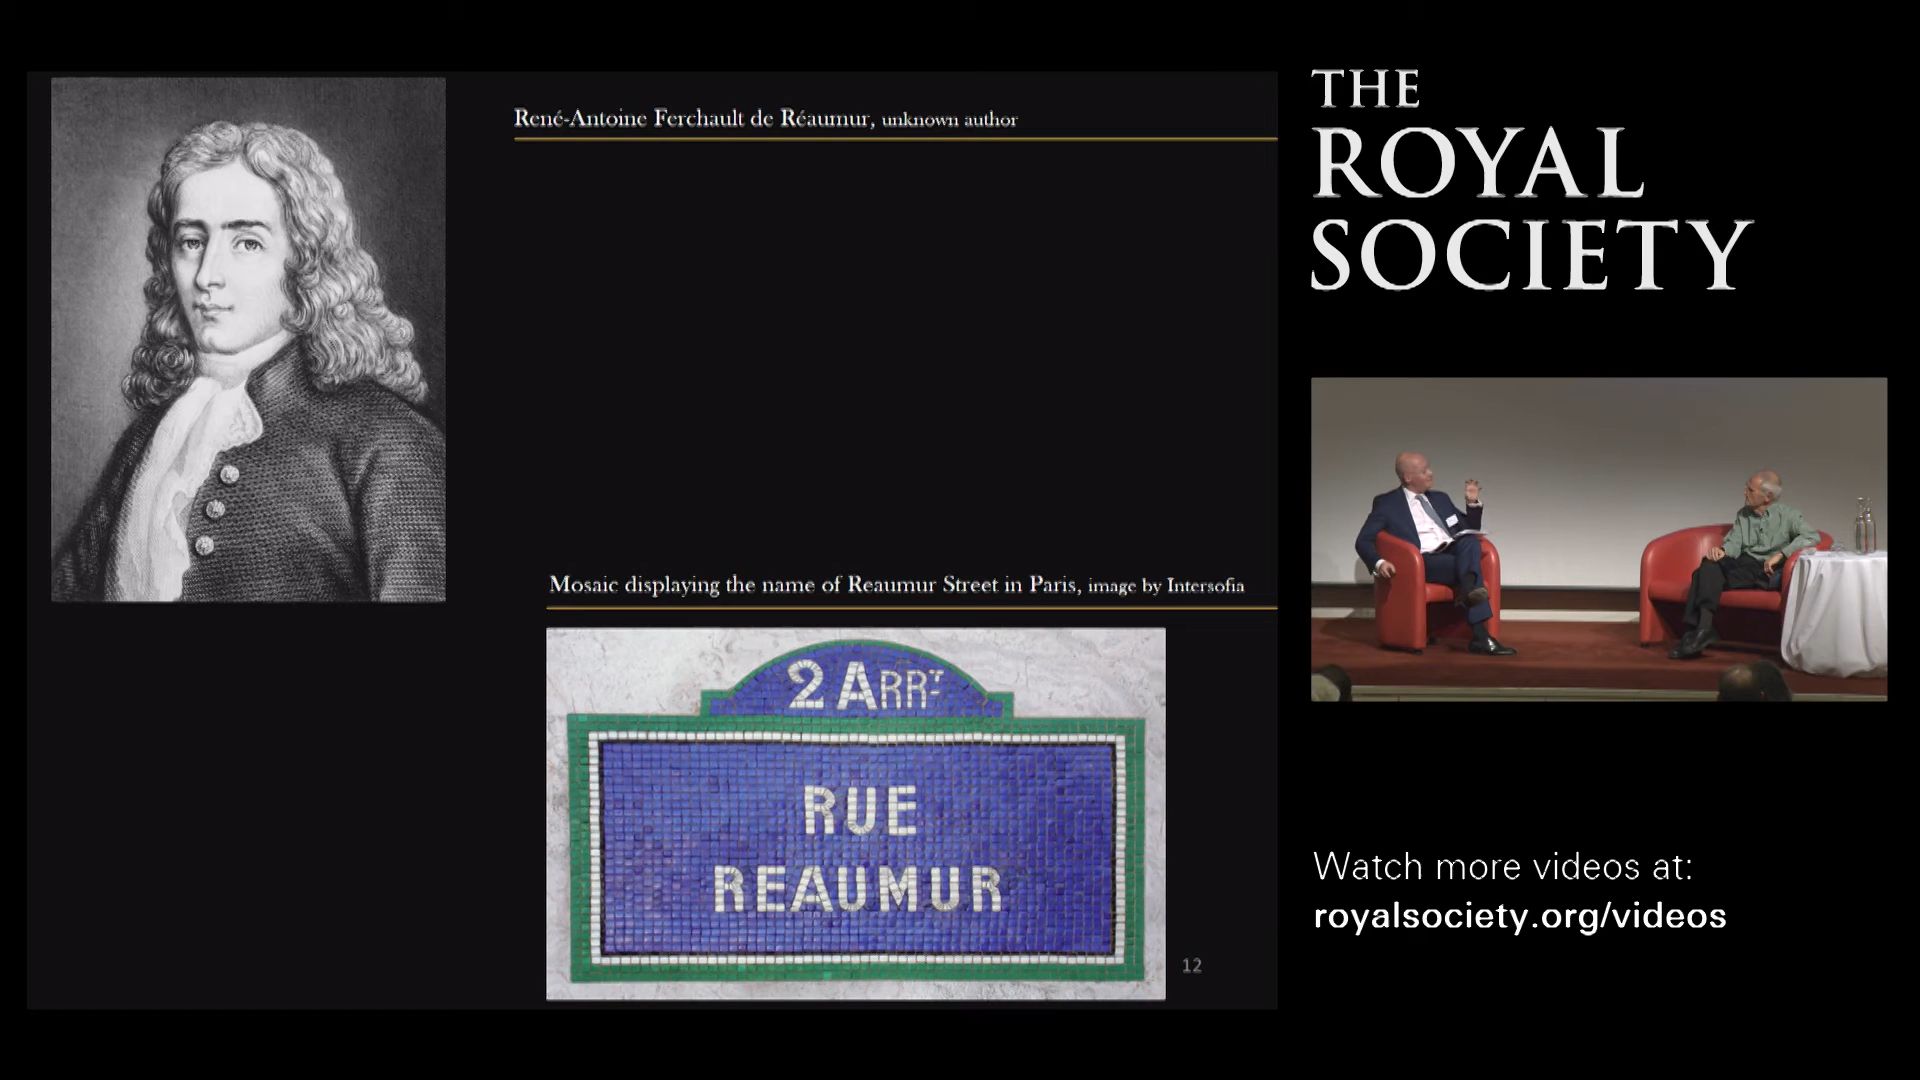 René-Antoine Ferchault de Réaumur, unknown author
Mosaic displaying the name of Reaumur Street in Paris, image by Intersofia
2 ARRT
RUE
REAUMUR
12
THE
ROYAL
SOCIETY
Watch more videos at:
royalsociety.org/videos